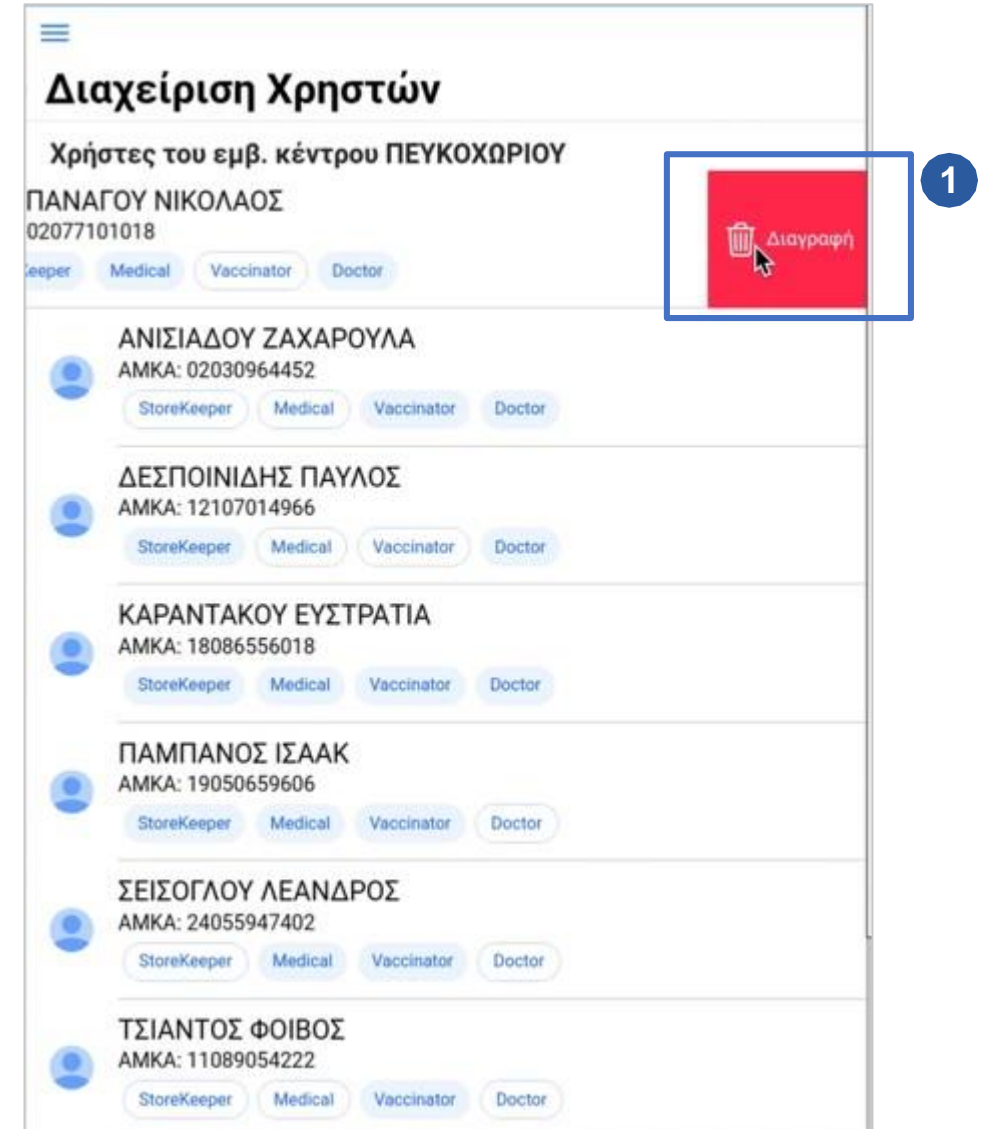 Διαχείριση Χρηστών
Χρήστες του εμβ. κέντρου ΠΕΥΚΟΧΩΡΙΟΥ
1
ΠΑΝΑΓΟΥ ΝΙΚΟΛΑΟΣ
02077101018
Διαγραφή
Keeper Medical Vaccinator Doctor
ΑΝΙΣΙΑΔΟΥ ΖΑΧΑΡΟΥΛΑ
ΑΜΚΑ: 02030964452
StoreKeeper Medical Vaccinator Doctor
ΔΕΣΠΟΙΝΙΔΗΣ ΠΑΥΛΟΣ
ΑΜΚΑ: 12107014966
StoreKeeper Medical Vaccinator Doctor
ΚΑΡΑΝΤΑΚΟΥ ΕΥΣΤΡΑΤΙΑ
ΑΜΚΑ: 18086556018
StoreKeeper Medical Vaccinator Doctor
ΠΑΜΠΑΝΟΣ ΙΣΑΑΚ
ΑΜΚΑ: 19050659606
StoreKeeper Medical Vaccinator Doctor
ΣΕΙΣΟΓΛΟΥ ΛΕΑΝΔΡΟΣ
ΑΜΚΑ: 24055947402
StoreKeeper Medical Vaccinator Doctor
ΤΣΙΑΝΤΟΣ ΦΟΙΒΟΣ
ΑΜΚΑ: 11089054222
StoreKeeper Medical Vaccinator Doctor